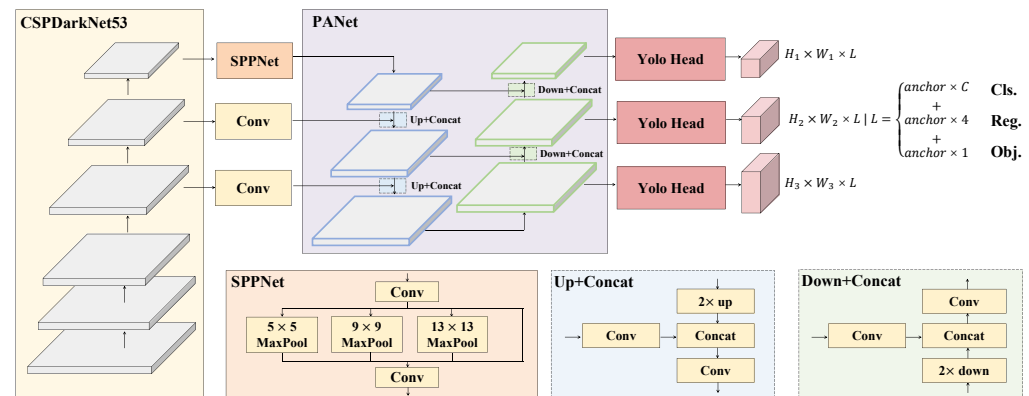 CSPDarkNet53
PANet
SPPNet
Conv
Conv
Up+Concat
Up+Concat
Down+Concat
Down+Concat
Yolo Head
Yolo Head
Yolo Head
H₁ × W₁ × L
H₂ × W₂ × L | L =
H₃ × W₃ × L
anchor × C Cls.
+
anchor × 4 Reg.
+
anchor × 1 Obj.
SPPNet
Conv
5 × 5
MaxPool
9 × 9
MaxPool
13 × 13
MaxPool
Conv
Up+Concat
2× up
Conv
Concat
Conv
Down+Concat
Conv
Conv
Concat
2× down